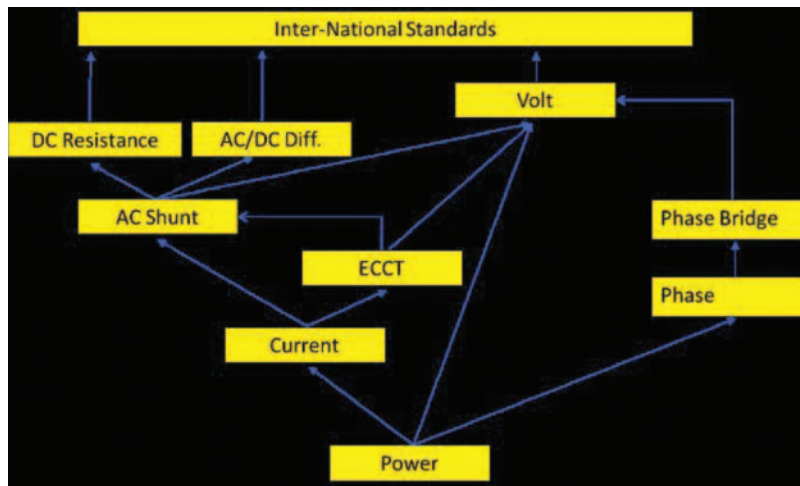 Inter-National Standards
Volt
DC Resistance
AC/DC Diff.
AC Shunt
Phase Bridge
ECCT
Phase
Current
Power